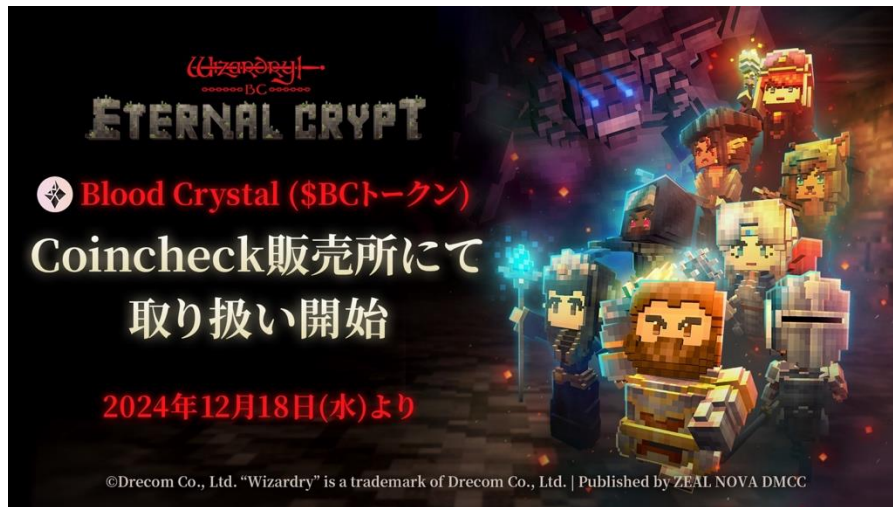 Wizardry
BC
ETERNAL CRYPT
Blood Crystal ($BCトークン)
Coincheck販売所にて
取り扱い開始
2024年12月18日(水)より
©Drecom Co., Ltd. “Wizardry” is a trademark of Drecom Co., Ltd. | Published by ZEAL NOVA DMCC